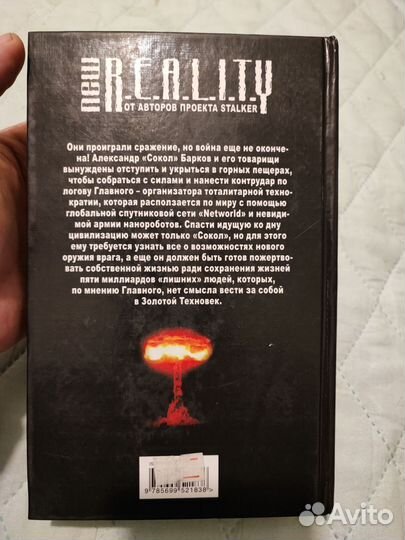 new R.E.A.L.I.T.Y
ОТ АВТОРОВ ПРОЕКТА STALKER
Они проиграли сражение, но война еще не оконче-
на! Александр «Сокол» Барков и его товарищи
вынуждены отступить и укрыться в горных пещерах,
чтобы собраться с силами и нанести контрудар по
логову Главного – организатора тоталитарной техно-
кратии, которая расползается по миру с помощью
глобальной спутниковой сети «Networld» и невиди-
мой армии нанороботов. Спасти идущую ко дну
цивилизацию может только «Сокол», но для этого
ему требуется узнать все о возможностях нового
оружия врага, а еще он должен быть готов пожертво-
вать собственной жизнью ради сохранения жизней
пяти миллиардов «лишних» людей, которых,
по мнению Главного, нет смысла вести за собой
в Золотой Техновек.
9 785699 521838 >
Avito